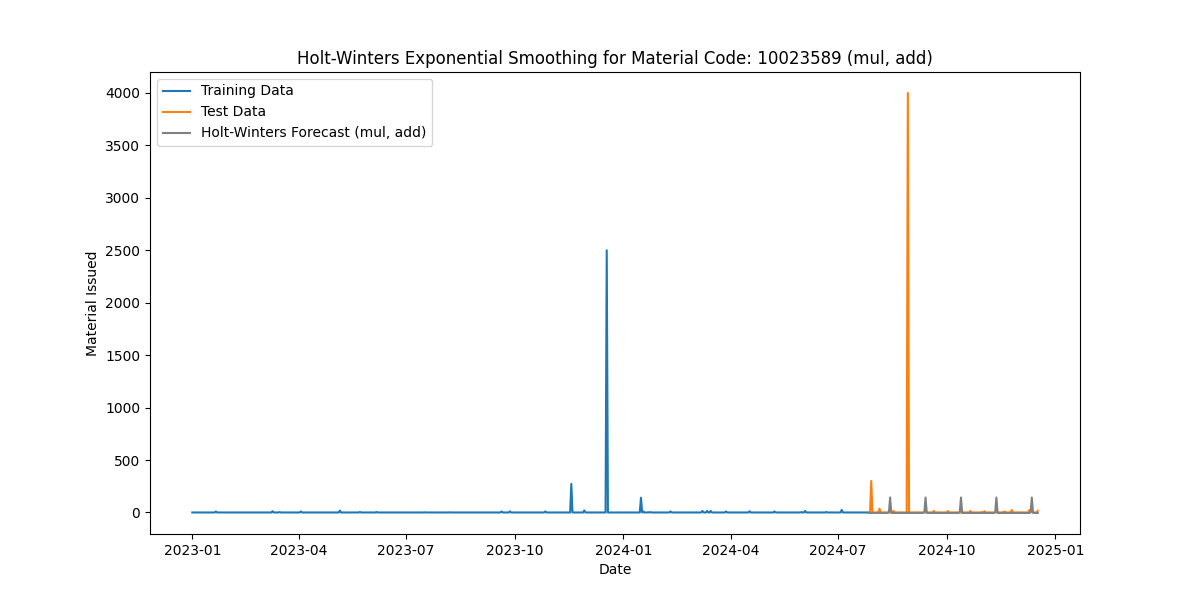 Holt-Winters Exponential Smoothing for Material Code: 10023589 (mul, add)
Training Data
Test Data
Holt-Winters Forecast (mul, add)
Material Issued
4000
3500
3000
2500
2000
1500
1000
500
0
2023-01 2023-04 2023-07 2023-10 2024-01 2024-04 2024-07 2024-10 2025-01
Date